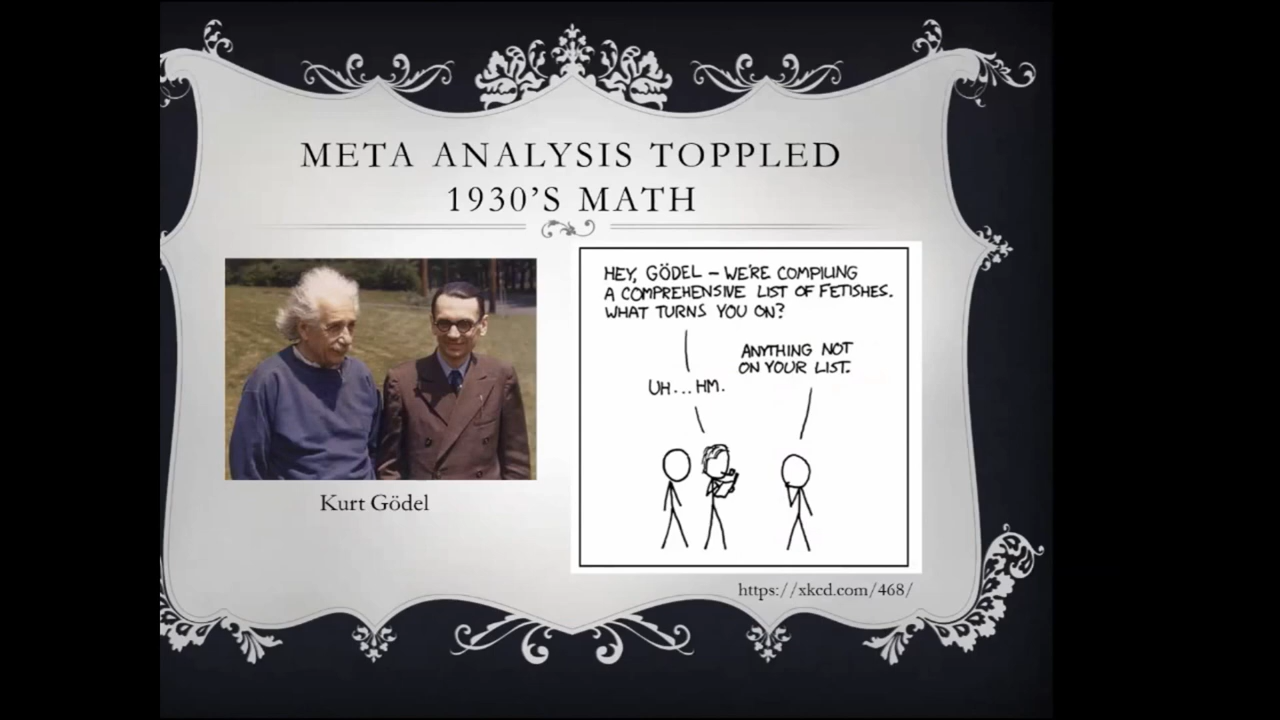 META ANALYSIS TOPPLED
1930'S MATH
HEY, GÖDEL – WE'RE COMPILING
A COMPREHENSIVE LIST OF FETISHES.
WHAT TURNS YOU ON?
ANYTHING NOT
ON YOUR LIST.
UH...HM.
Kurt Gödel
https://xkcd.com/468/